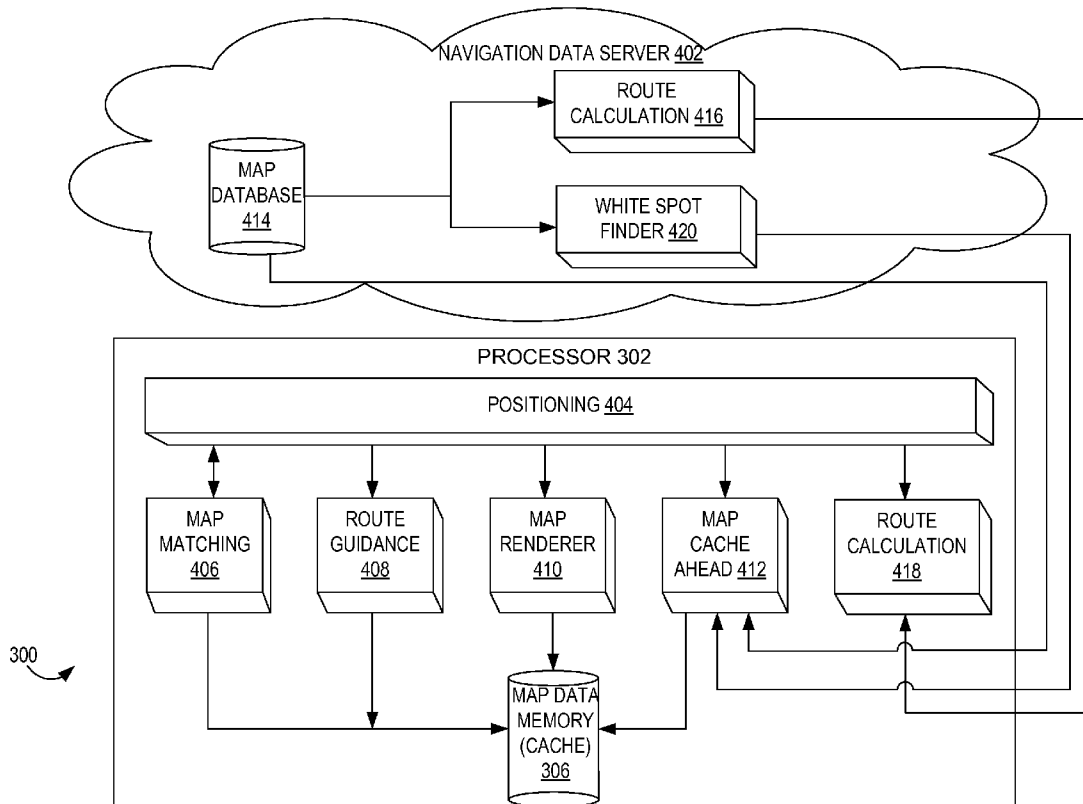 NAVIGATION DATA SERVER 402
ROUTE
CALCULATION 416
MAP
DATABASE
414
WHITE SPOT
FINDER 420
PROCESSOR 302
POSITIONING 404
MAP
MATCHING
406
ROUTE
GUIDANCE
408
MAP
RENDERER
410
MAP
CACHE
AHEAD 412
ROUTE
CALCULATION
418
300
MAP DATA
MEMORY
(CACHE)
306